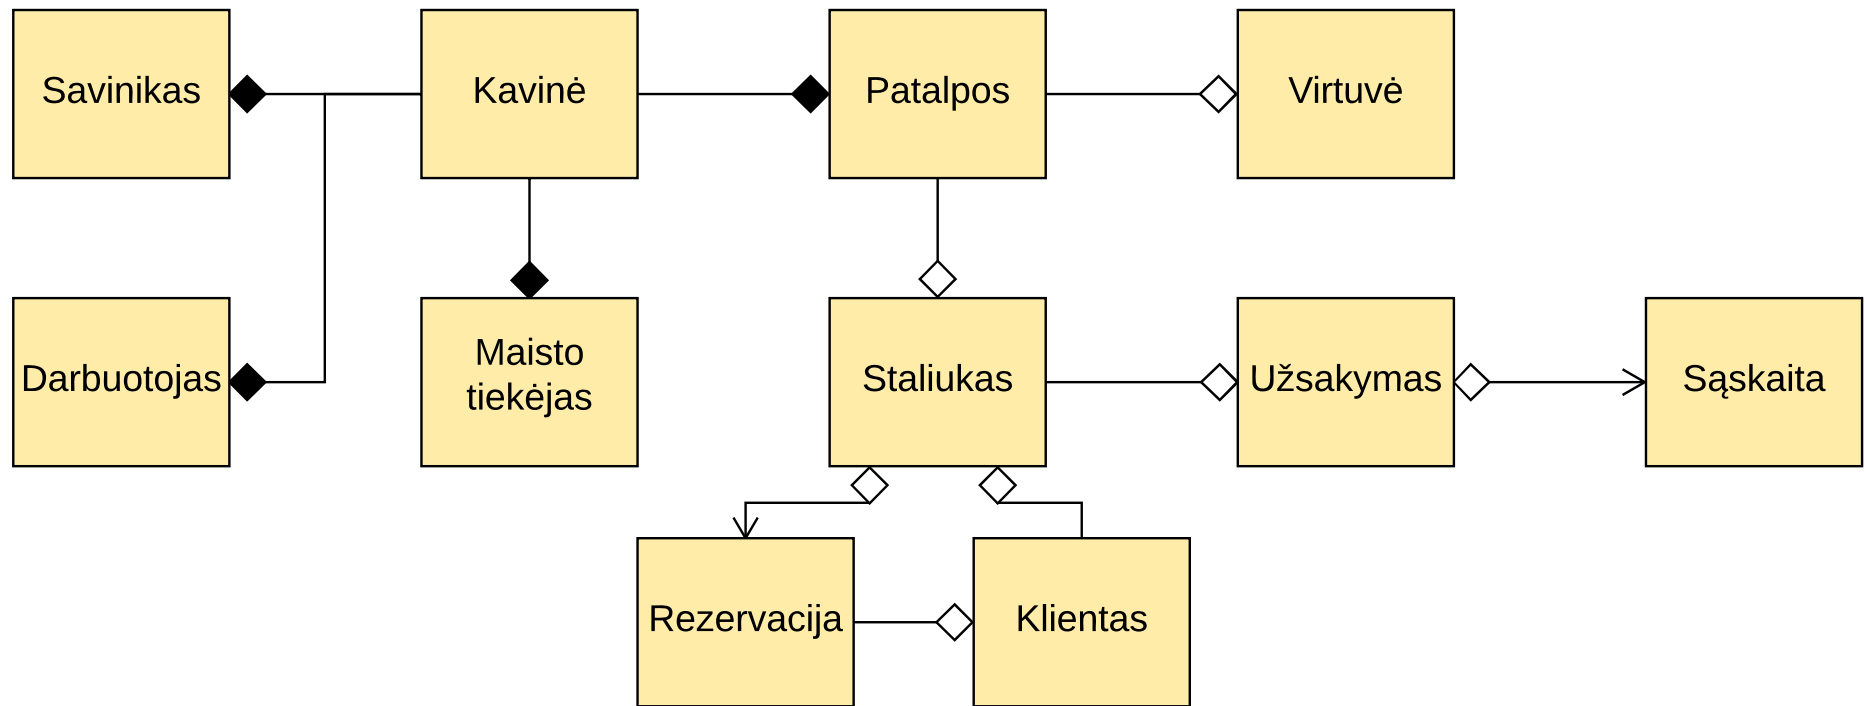 Savinikas
Kavinė
Patalpos
Virtuvė
Darbuotojas
Maisto
tiekėjas
Staliukas
Užsakymas
Sąskaita
Rezervacija
Klientas